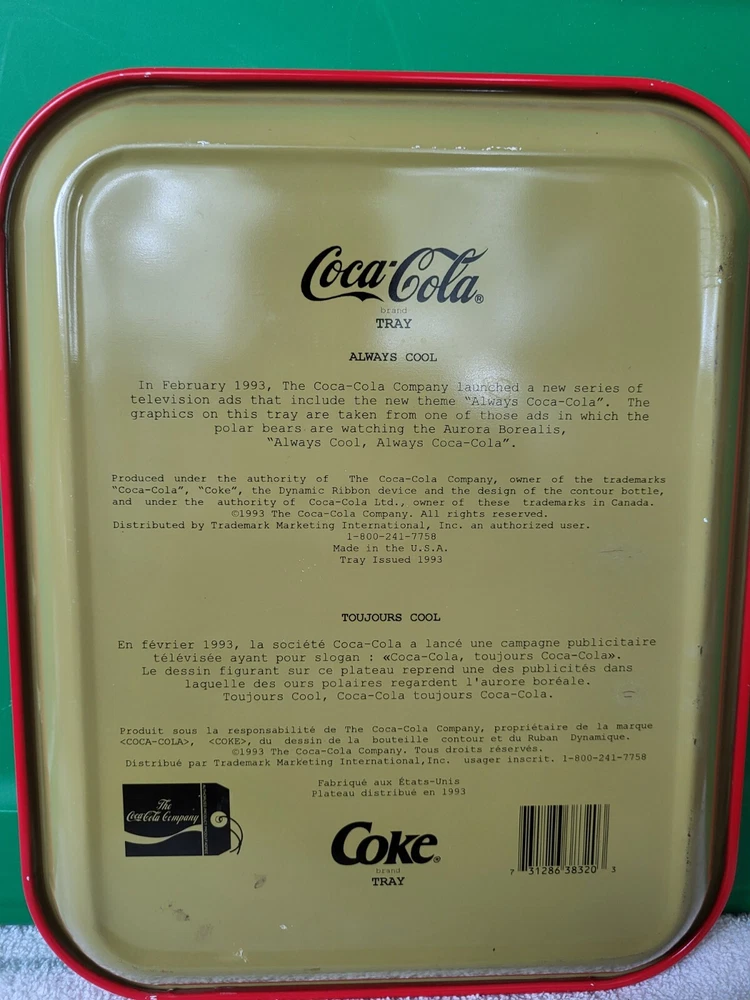 Coca-Cola®
brand
TRAY
ALWAYS COOL
In February 1993, The Coca-Cola Company launched a new series of
television ads that include the new theme "Always Coca-Cola". The
graphics on this tray are taken from one of those ads in which the
polar bears are watching the Aurora Borealis,
"Always Cool, Always Coca-Cola".
Produced under the authority of The Coca-Cola Company, owner of the trademarks
"Coca-Cola", "Coke", the Dynamic Ribbon device and the design of the contour bottle,
and under the authority of Coca-Cola Ltd., owner of these trademarks in Canada.
©1993 The Coca-Cola Company. All rights reserved.
Distributed by Trademark Marketing International, Inc. an authorized user.
1-800-241-7758
Made in the U.S.A.
Tray Issued 1993
TOUJOURS COOL
En février 1993, la société Coca-Cola a lancé une campagne publicitaire
télévisée ayant pour slogan : «Coca-Cola, toujours Coca-Cola».
Le dessin figurant sur ce plateau reprend une des publicités dans
laquelle des ours polaires regardent l'aurore boréale.
Toujours Cool, Coca-Cola toujours Coca-Cola.
Produit sous la responsabilité de The Coca-Cola Company, propriétaire de la marque
<COCA-COLA>, <COKE>, du dessin de la bouteille contour et du Ruban Dynamique.
©1993 The Coca-Cola Company. Tous droits réservés.
Distribué par Trademark Marketing International, Inc. usager inscrit. 1-800-241-7758
Fabriqué aux États-Unis
Plateau distribué en 1993
The
Coca-Cola Company
Coke®
brand
TRAY
7 31286 38320 3